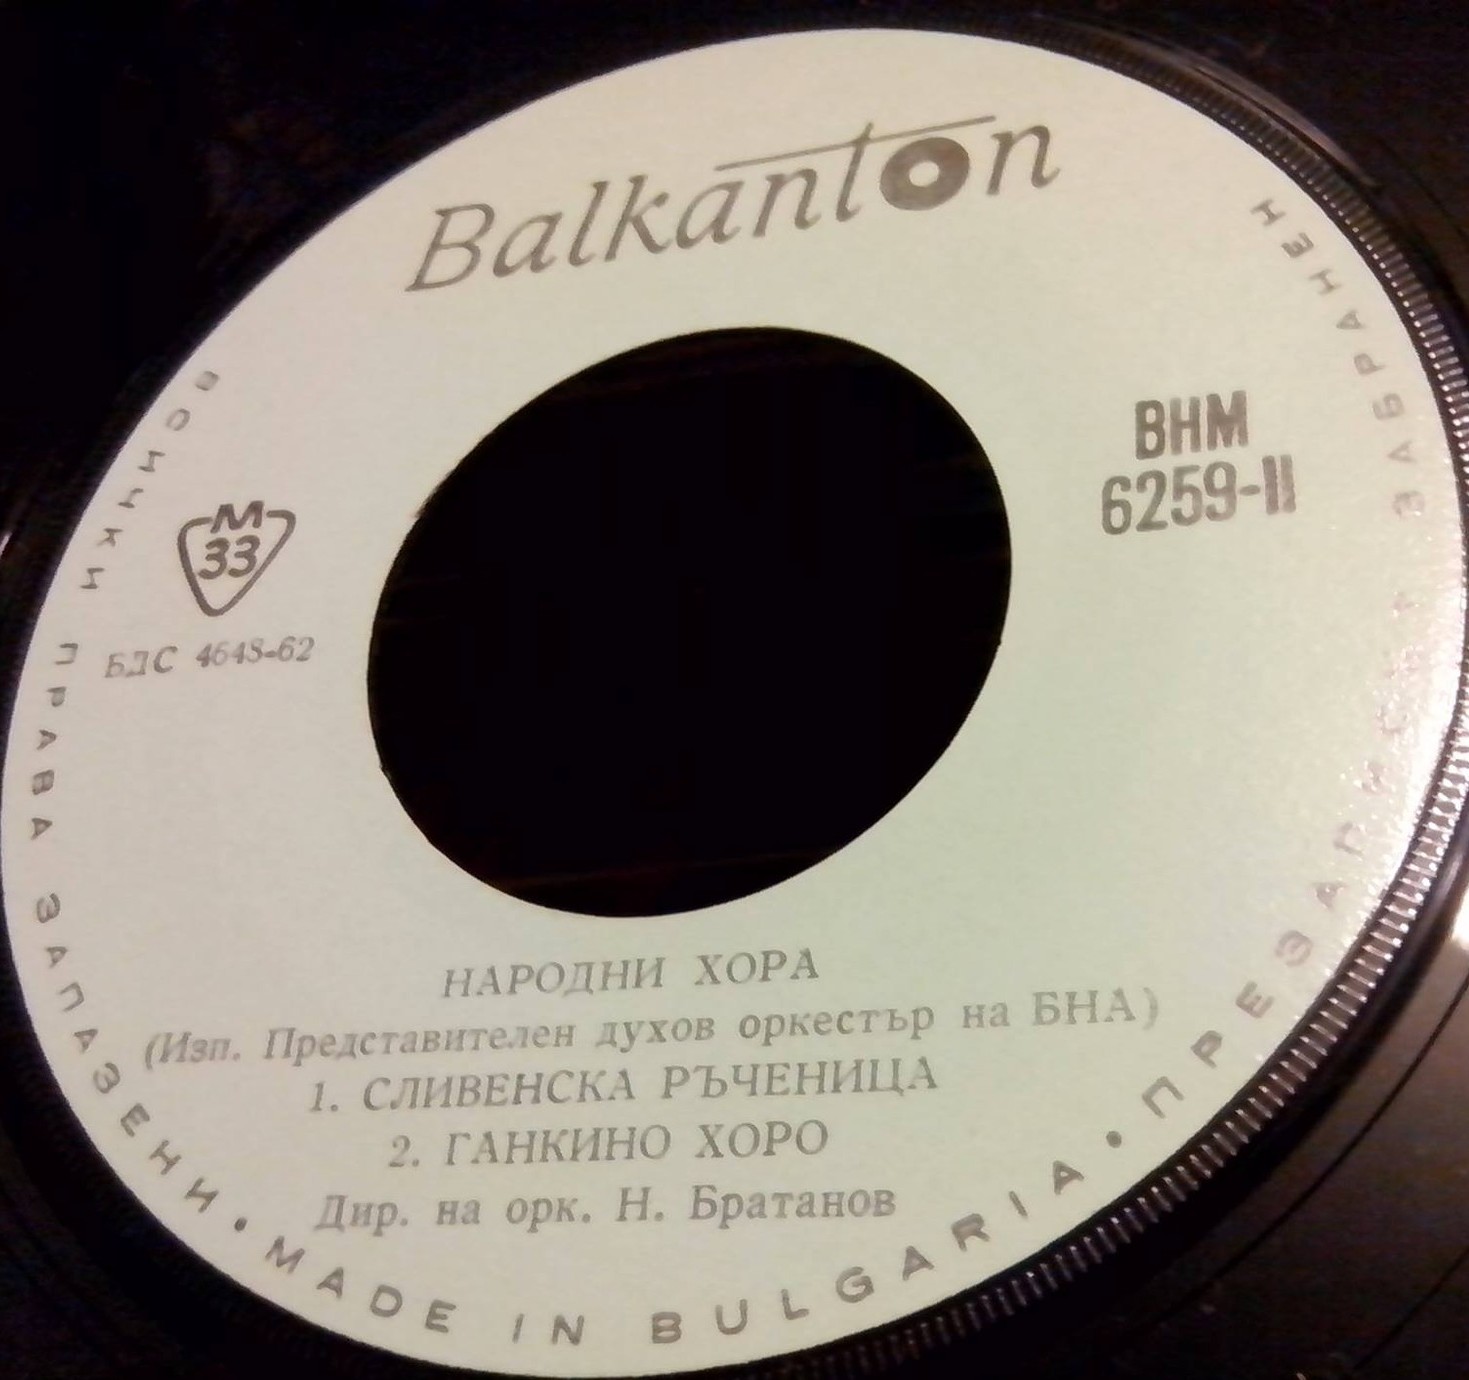 Balkanton
ВНМ
6259-II
М
33
БДС 4648-62
НАРОДНИ ХОРА
(Изп. Представителен духов оркестър на БНА)
1. СЛИВЕНСКА РЪЧЕНИЦА
2. ГАНКИНО ХОРО
Дир. на орк. Н. Братанов
ВСИЧКИ ПРАВА ЗАПАЗЕНИ • MADE IN BULGARIA • ПРЕЗАПИСЪТ ЗАБРАНЕН